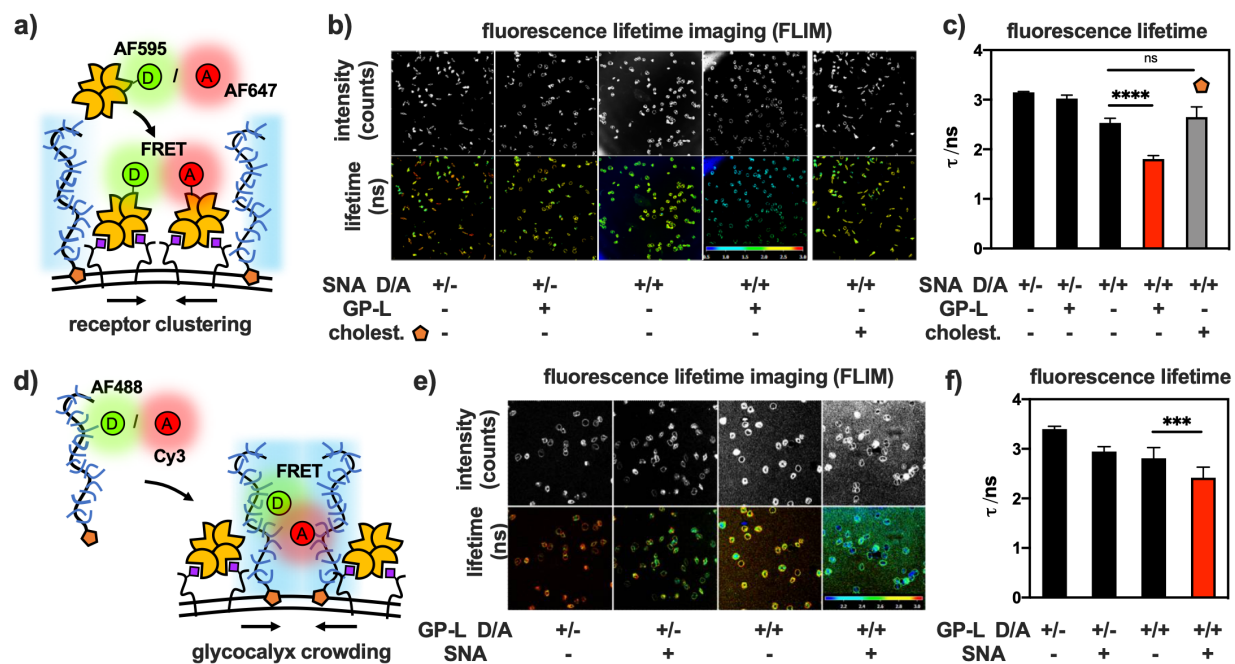 a)
AF595
D / A
AF647
FRET
D A
receptor clustering
b)
fluorescence lifetime imaging (FLIM)
intensity
(counts)
lifetime
(ns)
SNA D/A +/- +/- +/+ +/+ +/+
GP-L - + - + -
cholest. - - - - +
c)
fluorescence lifetime
τ /ns
4
3
2
1
0
ns
****
SNA D/A +/- +/- +/+ +/+ +/+
GP-L - + - + -
cholest. - - - - +
d)
AF488
D / A
Cy3
FRET
D
A
glycocalyx crowding
e)
fluorescence lifetime imaging (FLIM)
intensity
(counts)
lifetime
(ns)
GP-L D/A +/- +/- +/+ +/+
SNA - + - +
f)
fluorescence lifetime
τ /ns
4
3
2
1
0
***
GP-L D/A +/- +/- +/+ +/+
SNA - + - +